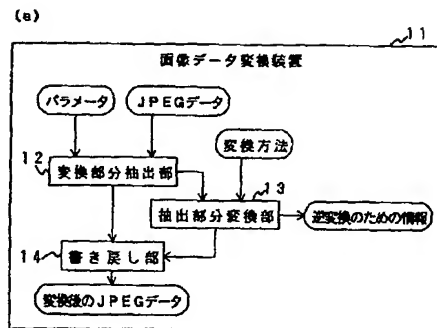 (a)
11
画像データ変換装置
パラメータ
JPEGデータ
変換方法
12
変換部分抽出部
13
抽出部分変換部
逆変換のための情報
14
書き戻し部
変換後のJPEGデータ